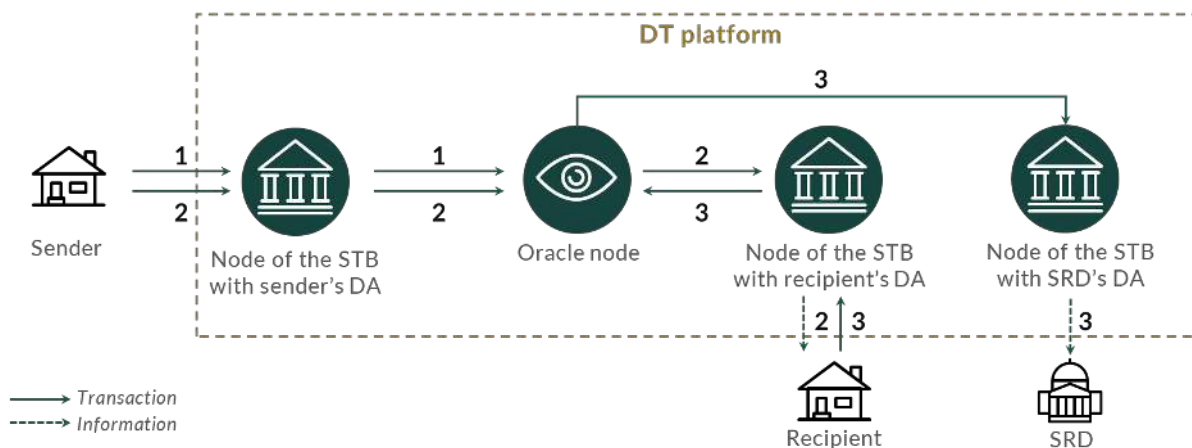 DT platform
3
1
1
2
2
2
3
Sender
Node of the STB
with sender's DA
Oracle node
Node of the STB
with recipient's DA
Node of the STB
with SRD's DA
2
3
3
Transaction
Information
Recipient
SRD